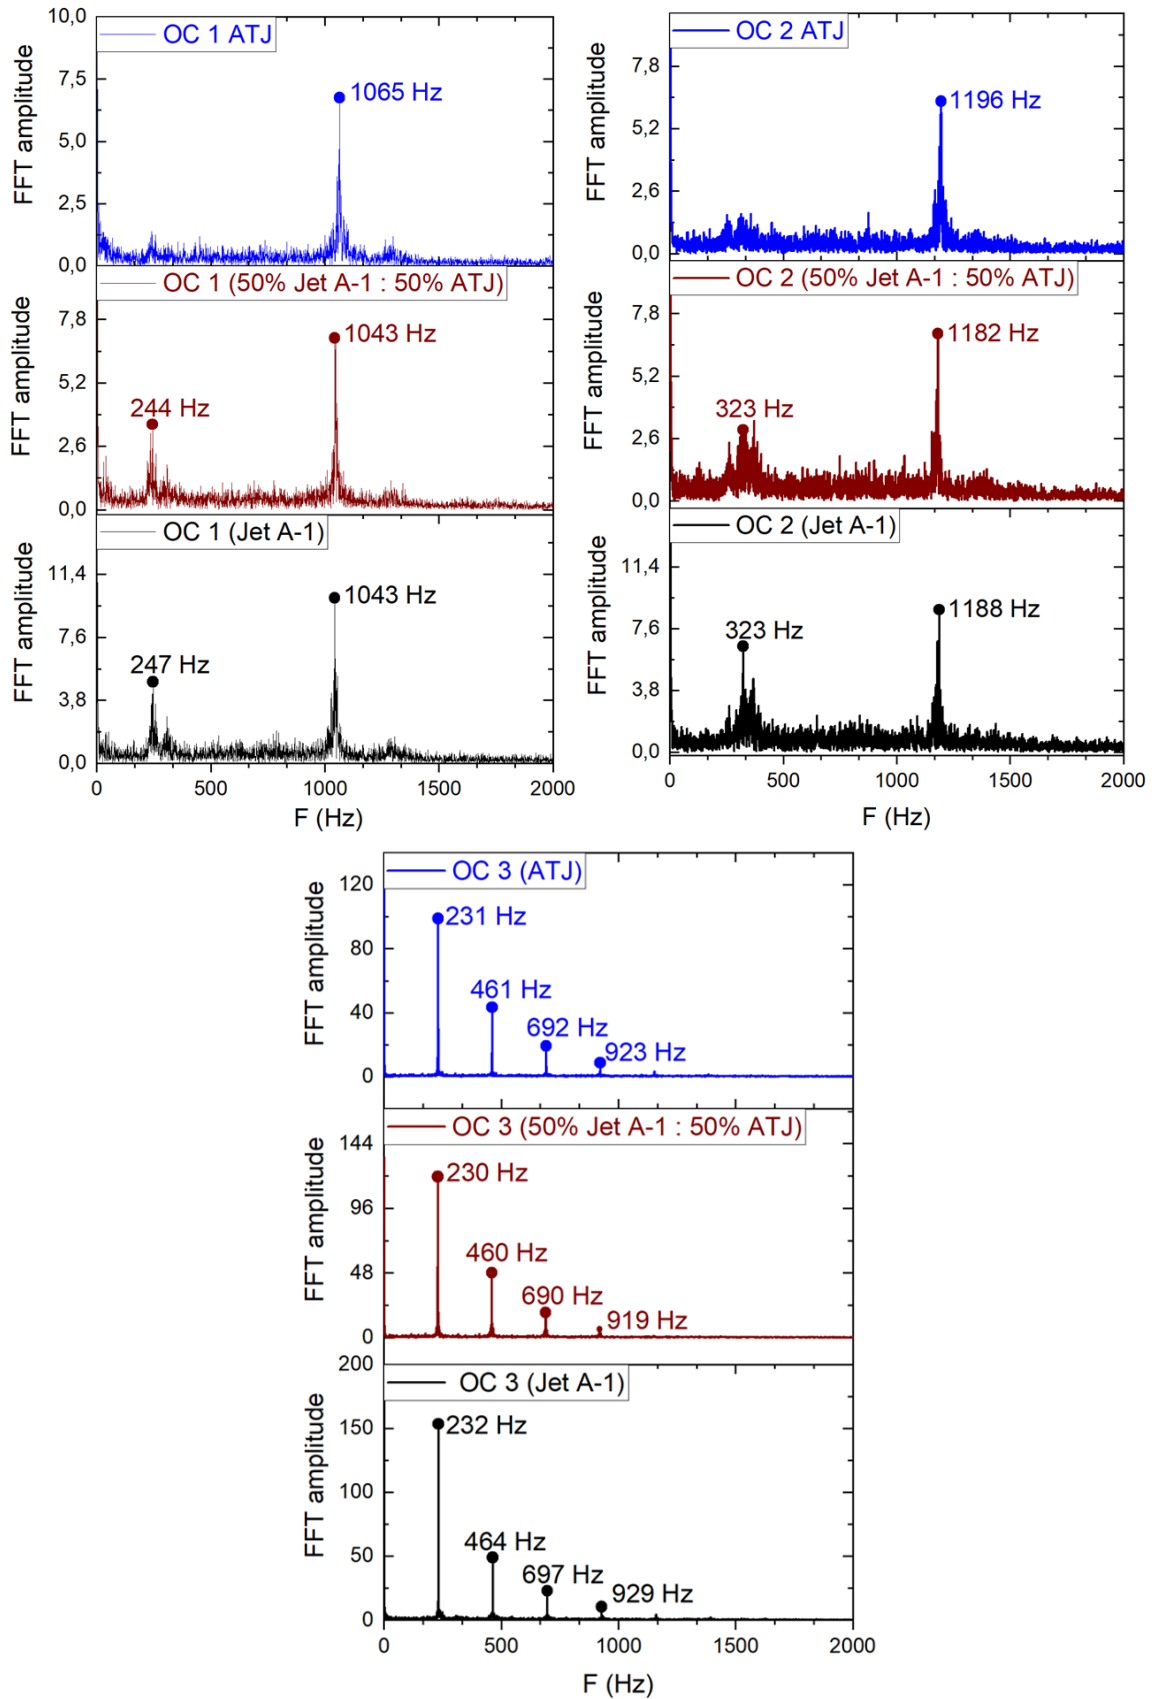 OC 1 ATJ
10,0
7,5
5,0
2,5
0,0
FFT amplitude
1065 Hz
OC 1 (50% Jet A-1 : 50% ATJ)
7,8
5,2
2,6
0,0
FFT amplitude
244 Hz
1043 Hz
OC 1 (Jet A-1)
11,4
7,6
3,8
0,0
FFT amplitude
247 Hz
1043 Hz
0 500 1000 1500 2000
F (Hz)
OC 2 ATJ
7,8
5,2
2,6
0,0
FFT amplitude
1196 Hz
OC 2 (50% Jet A-1 : 50% ATJ)
7,8
5,2
2,6
0,0
FFT amplitude
323 Hz
1182 Hz
OC 2 (Jet A-1)
11,4
7,6
3,8
0,0
FFT amplitude
323 Hz
1188 Hz
0 500 1000 1500 2000
F (Hz)
OC 3 (ATJ)
120
80
40
0
FFT amplitude
231 Hz
461 Hz
692 Hz
923 Hz
OC 3 (50% Jet A-1 : 50% ATJ)
144
96
48
0
FFT amplitude
230 Hz
460 Hz
690 Hz
919 Hz
OC 3 (Jet A-1)
200
150
100
50
0
FFT amplitude
232 Hz
464 Hz
697 Hz
929 Hz
0 500 1000 1500 2000
F (Hz)